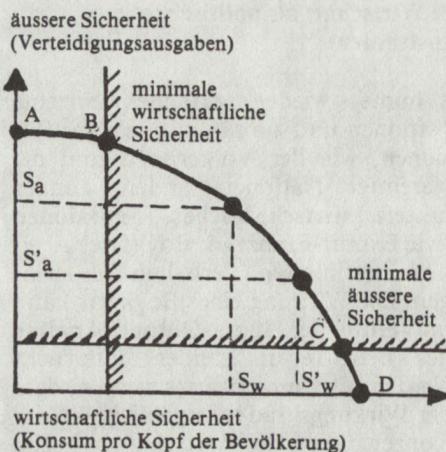 äussere Sicherheit
(Verteidigungsausgaben)
A
B
minimale
wirtschaftliche
Sicherheit
Sa
S'a
minimale
äussere
Sicherheit
C
Sw
S'w
D
wirtschaftliche Sicherheit
(Konsum pro Kopf der Bevölkerung)